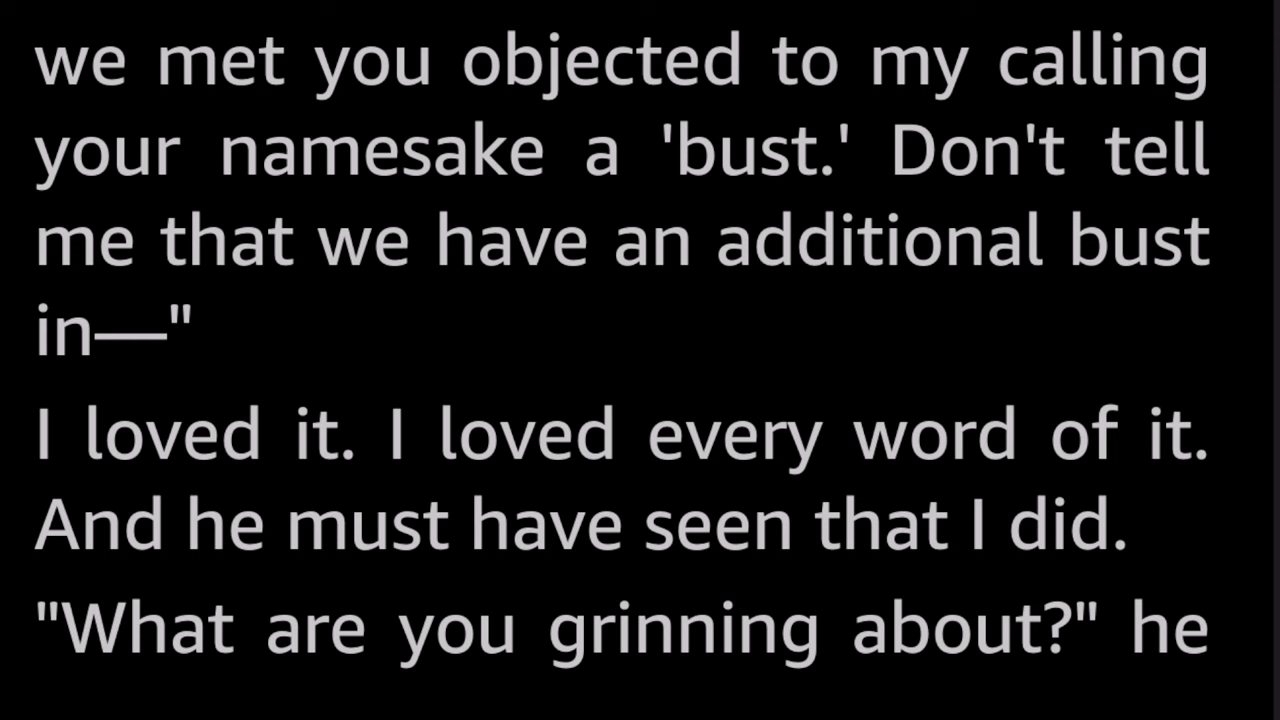 we met you objected to my calling
your namesake a 'bust.' Don't tell
me that we have an additional bust
in—"
I loved it. I loved every word of it.
And he must have seen that I did.
"What are you grinning about?" he